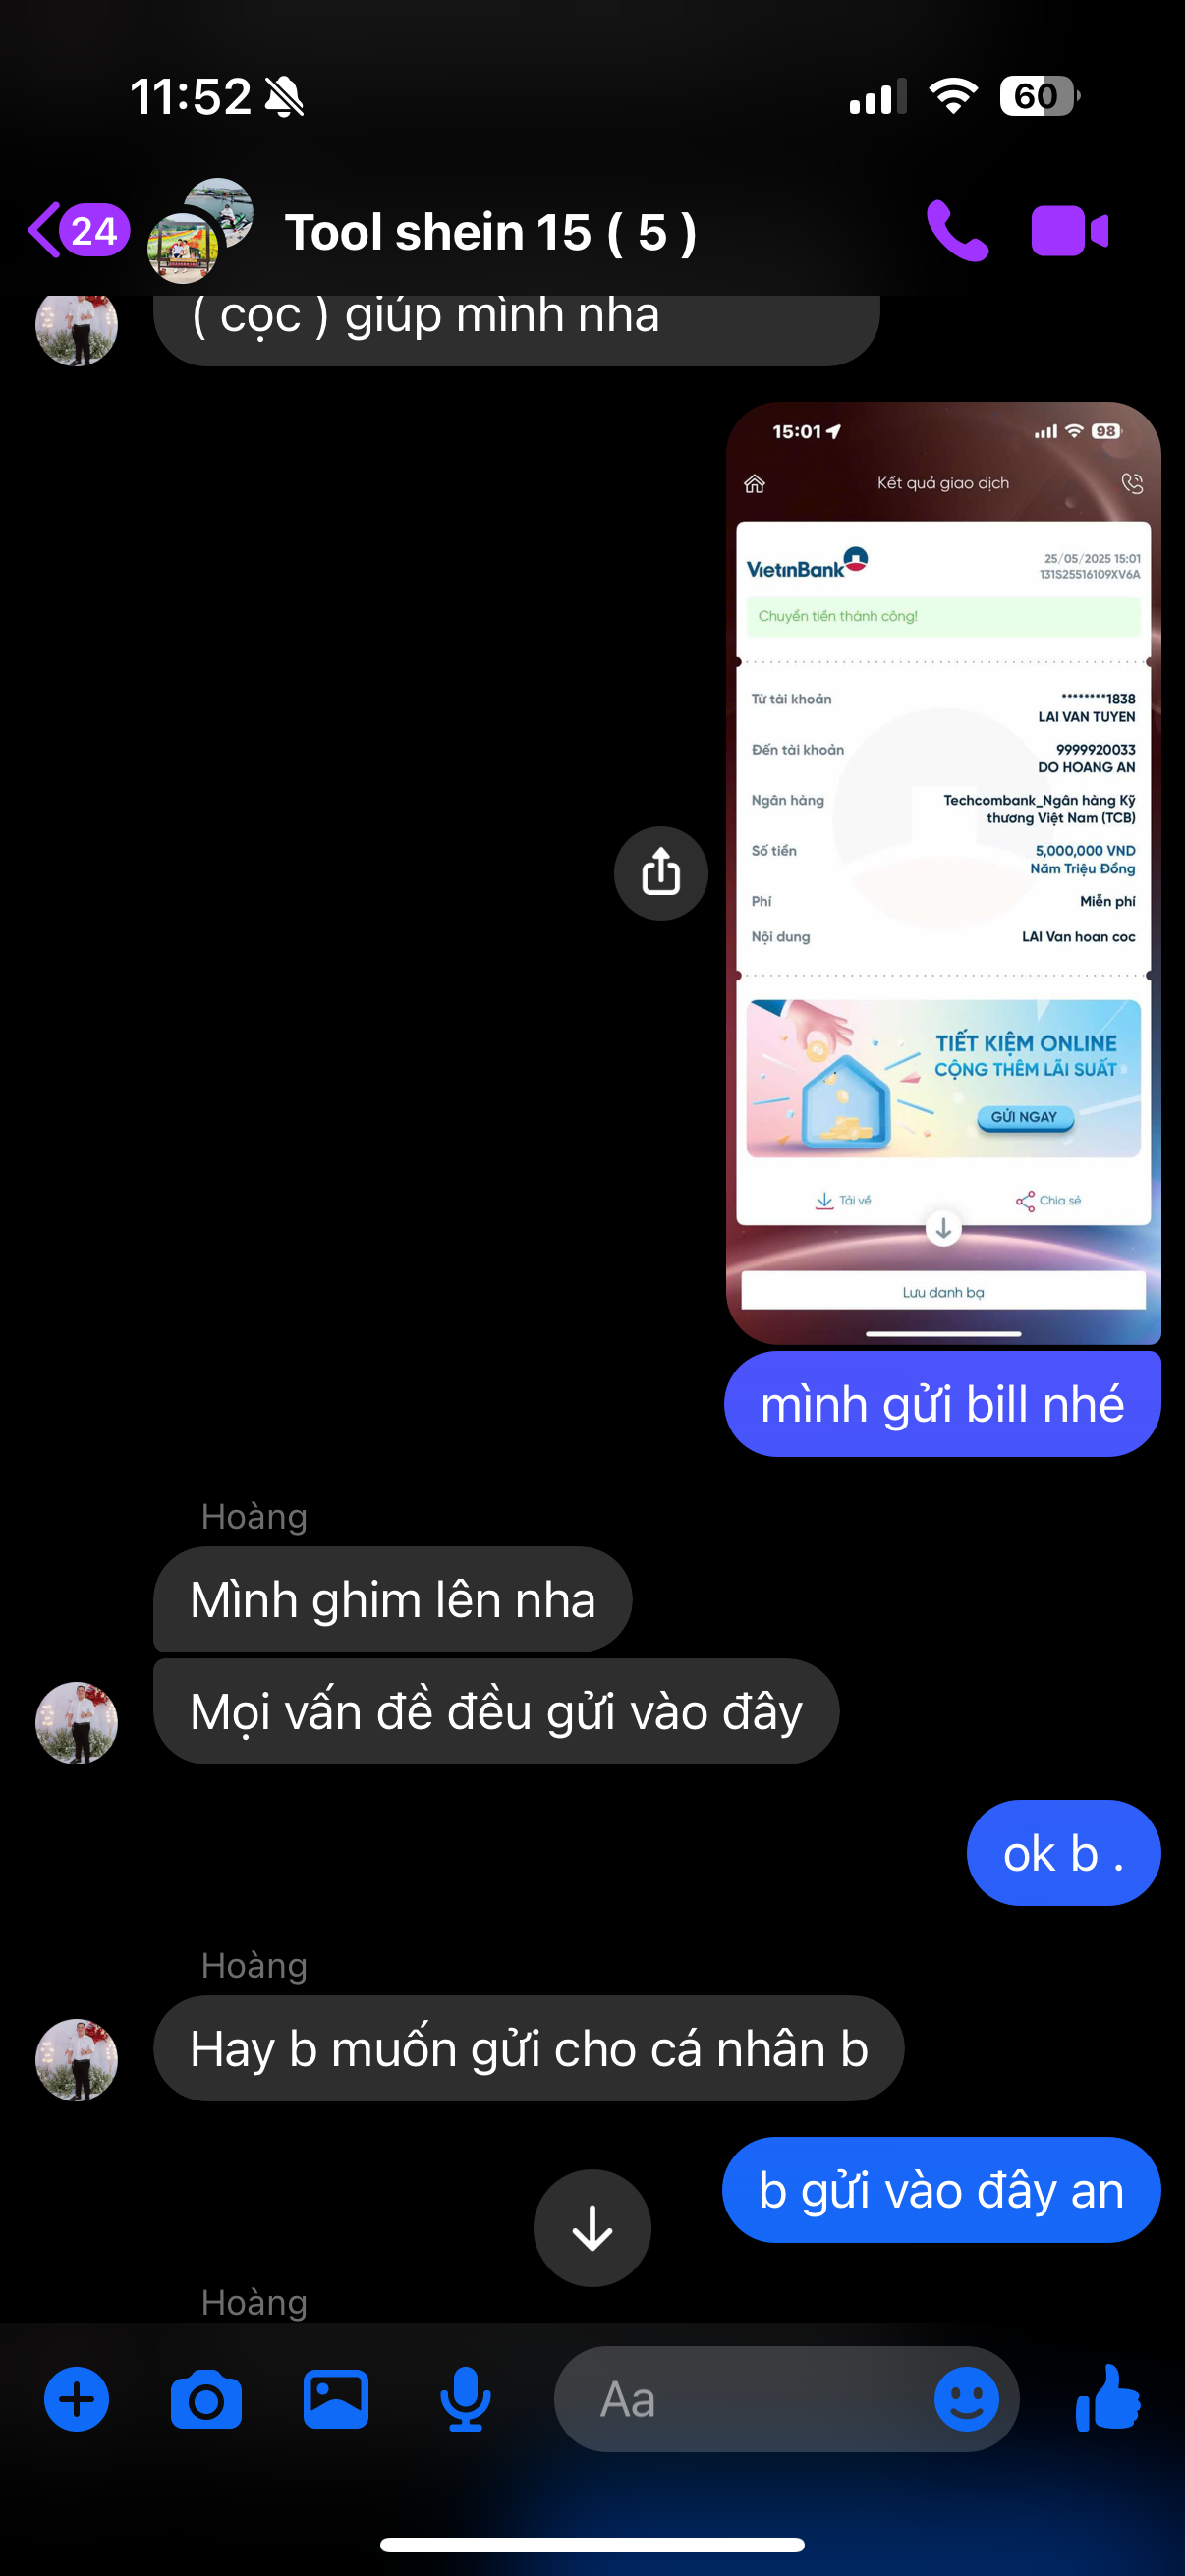 11:52
60
24
Tool shein 15 ( 5 )
( cọc ) giúp mình nha
15:01
98
Kết quả giao dịch
VietinBank
25/05/2025 15:01
131S25516109XV6A
Chuyển tiền thành công!
Từ tài khoản
********1838
LAI VAN TUYEN
Đến tài khoản
9999920033
DO HOANG AN
Ngân hàng
Techcombank_Ngân hàng Kỹ
thương Việt Nam (TCB)
Số tiền
5,000,000 VND
Năm Triệu Đồng
Phí
Miễn phí
Nội dung
LAI Van hoan coc
TIẾT KIỆM ONLINE
CỘNG THÊM LÃI SUẤT
GỬI NGAY
Tải về
Chia sẻ
Lưu danh bạ
mình gửi bill nhé
Hoàng
Mình ghim lên nha
Mọi vấn đề đều gửi vào đây
ok b .
Hoàng
Hay b muốn gửi cho cá nhân b
b gửi vào đây an
Hoàng
Aa